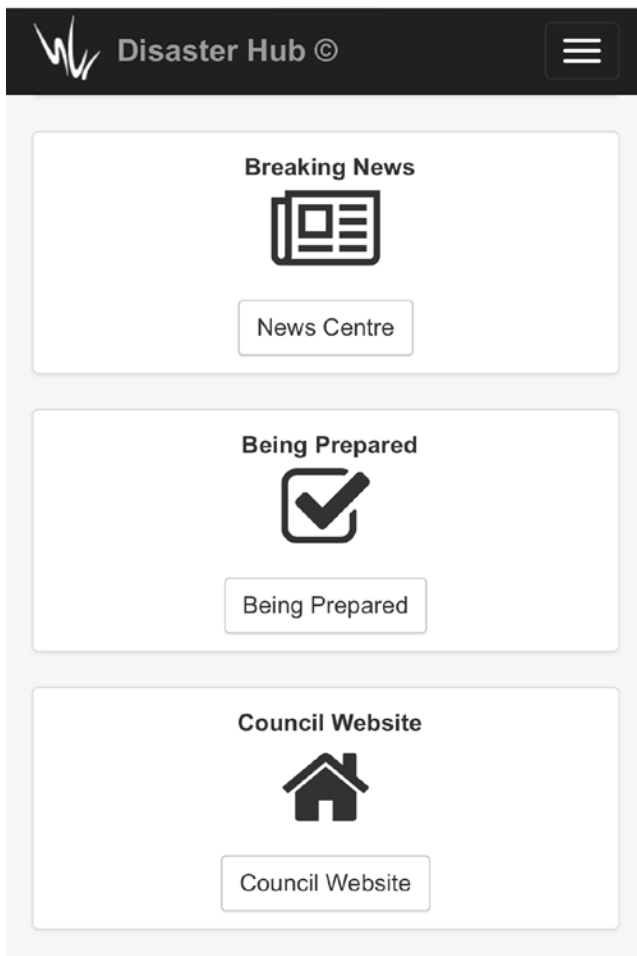 Disaster Hub ©
Breaking News
News Centre
Being Prepared
Being Prepared
Council Website
Council Website